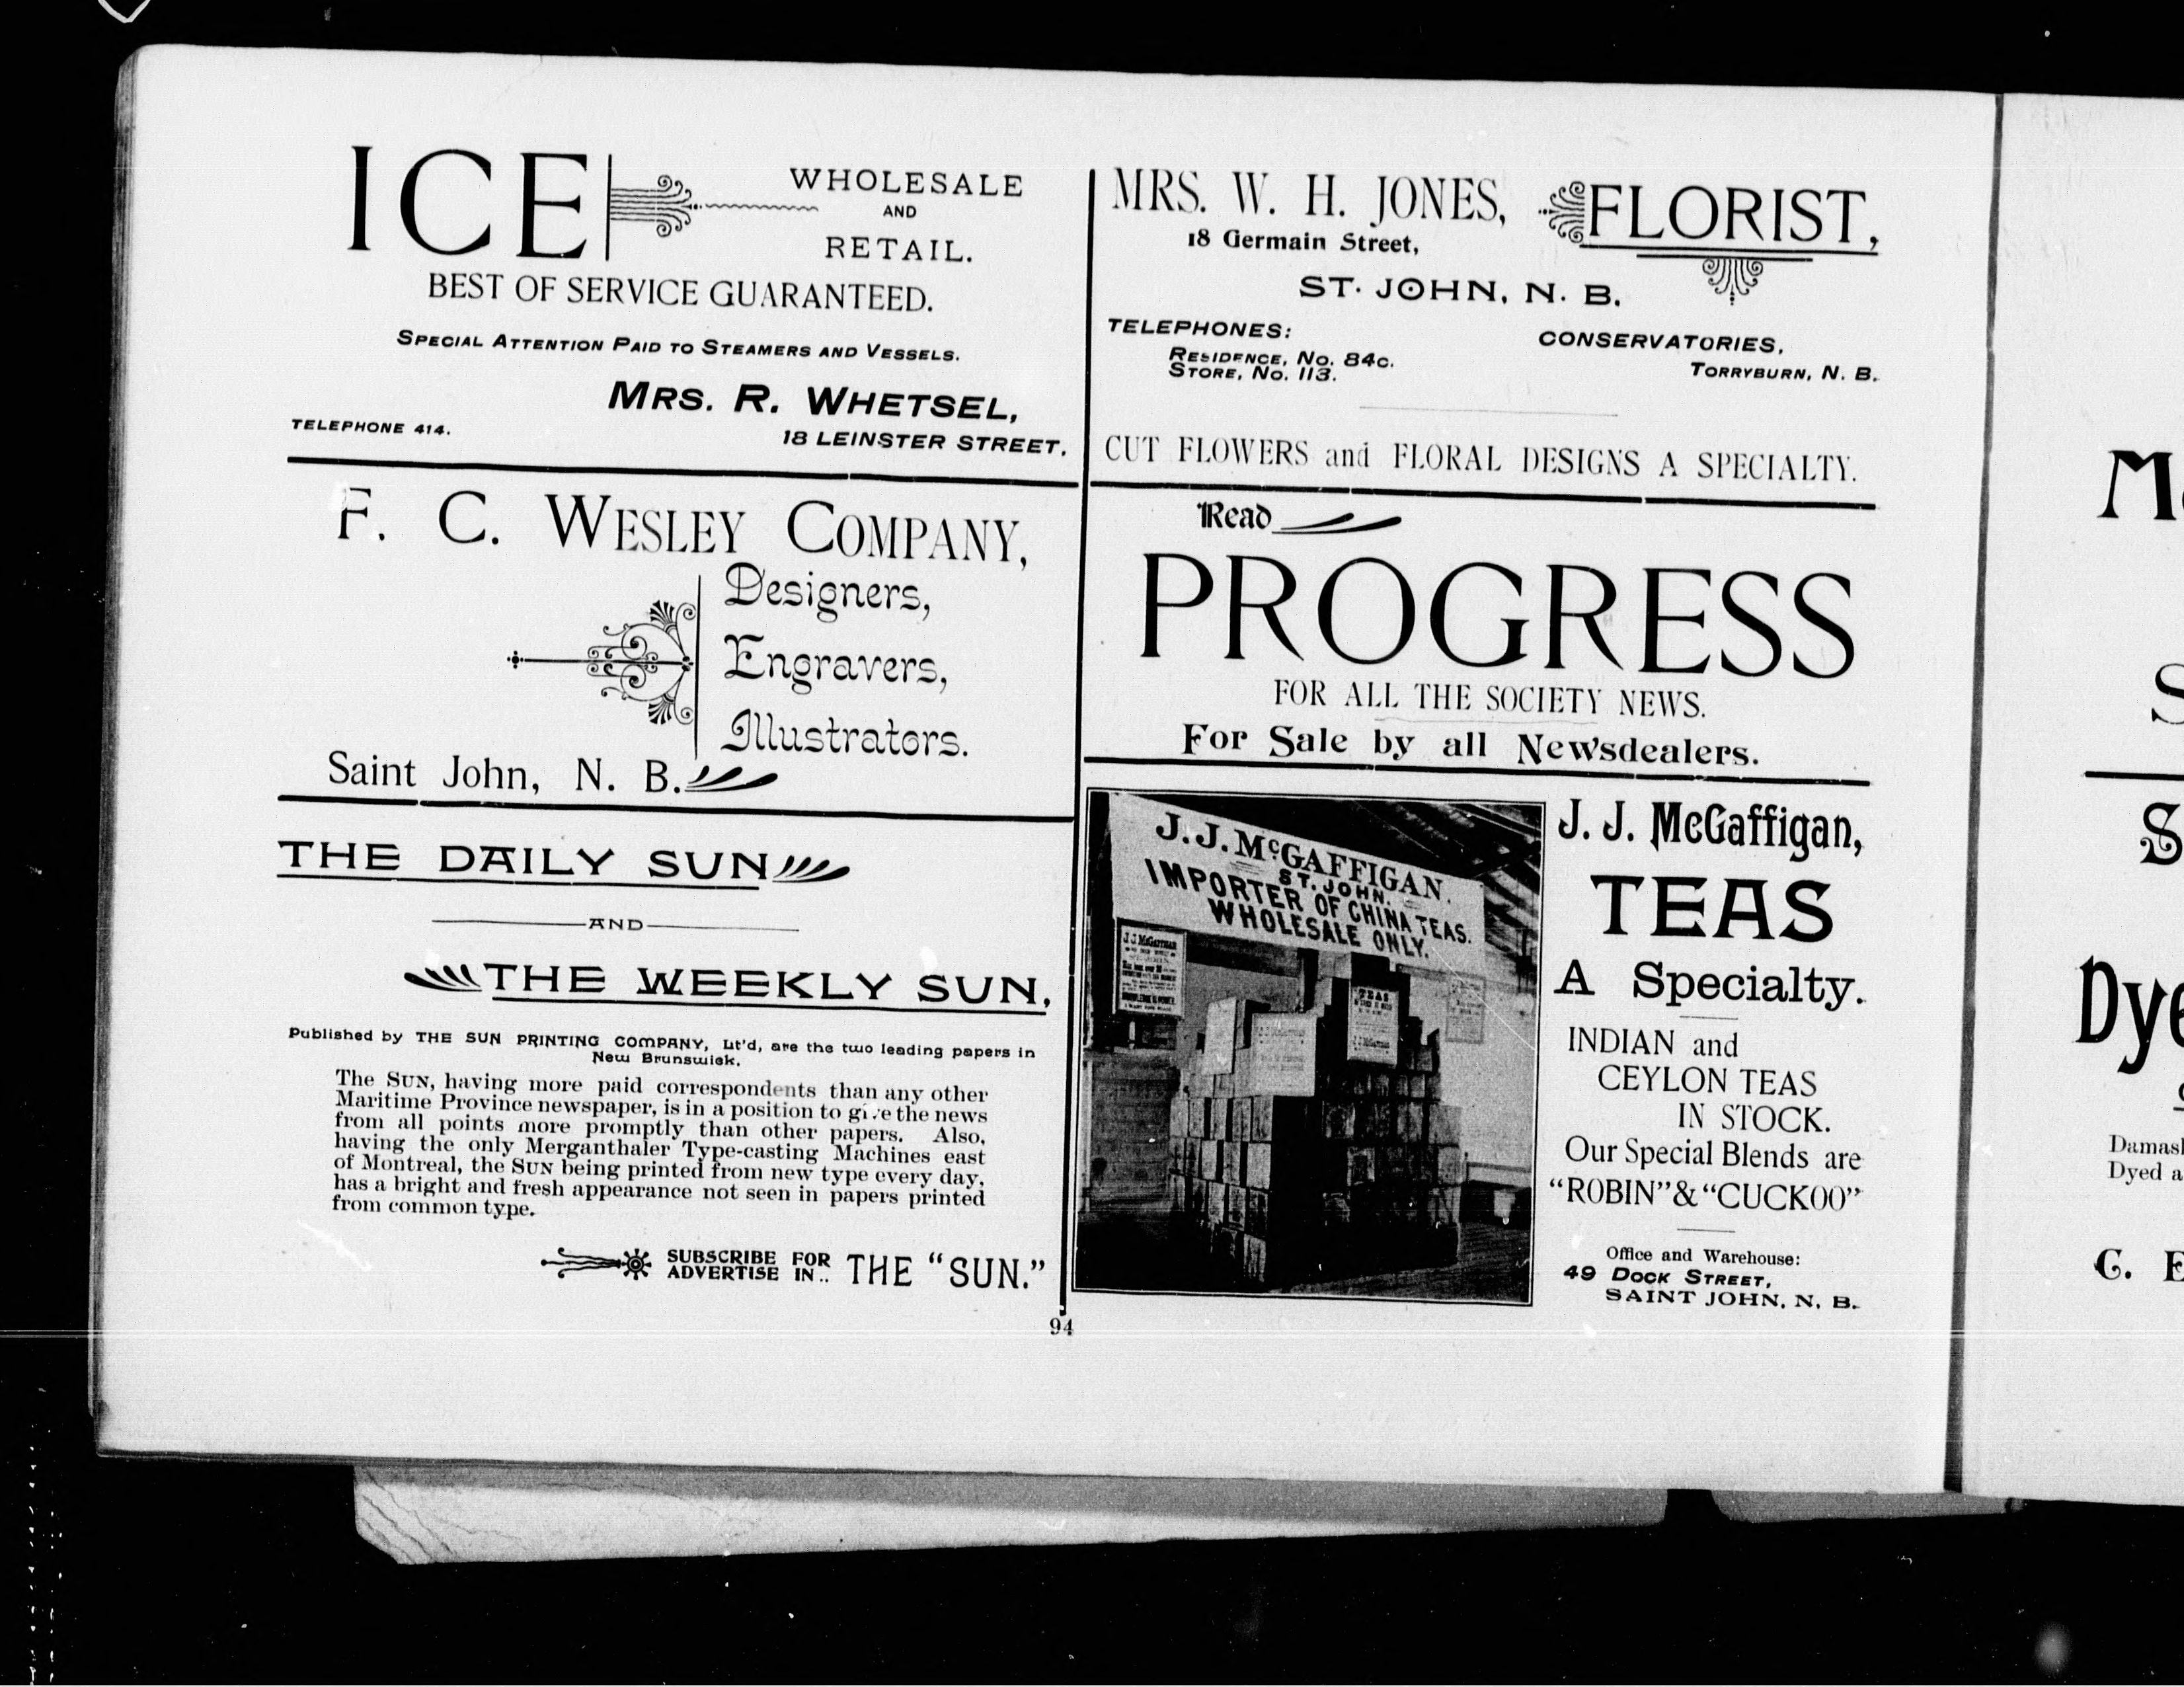 ICE
WHOLESALE
AND
RETAIL.
BEST OF SERVICE GUARANTEED.
SPECIAL ATTENTION PAID TO STEAMERS AND VESSELS.
MRS. R. WHETSEL,
TELEPHONE 414.
18 LEINSTER STREET.
F. C. WESLEY COMPANY,
Designers,
Engravers,
Illustrators.
Saint John, N. B.
THE DAILY SUN
AND
THE WEEKLY SUN,
Published by THE SUN PRINTING COMPANY, Lt'd, are the two leading papers in
New Brunswick.
The SUN, having more paid correspondents than any other
Maritime Province newspaper, is in a position to give the news
from all points more promptly than other papers. Also,
having the only Merganthaler Type-casting Machines east
of Montreal, the SUN being printed from new type every day,
has a bright and fresh appearance not seen in papers printed
from common type.
SUBSCRIBE FOR
ADVERTISE IN..
THE "SUN."
MRS. W. H. JONES,
FLORIST,
18 Germain Street,
ST. JOHN, N. B.
TELEPHONES:
RESIDENCE, No. 84c.
STORE, No. 113.
CONSERVATORIES,
TORRYBURN, N. B.
CUT FLOWERS and FLORAL DESIGNS A SPECIALTY.
Read
PROGRESS
FOR ALL THE SOCIETY NEWS.
For Sale by all Newsdealers.
J. J. McGAFFIGAN.
ST. JOHN.
IMPORTER OF CHINA TEAS.
WHOLESALE ONLY.
J. J. McGAFFIGAN
TEAS
J. J. McGaffigan,
TEAS
A Specialty.
INDIAN and
CEYLON TEAS
IN STOCK.
Our Special Blends are
"ROBIN" & "CUCKOO"
Office and Warehouse:
49 DOCK STREET,
SAINT JOHN, N. B.
94
Dye
Damas
Dyed a
C. E